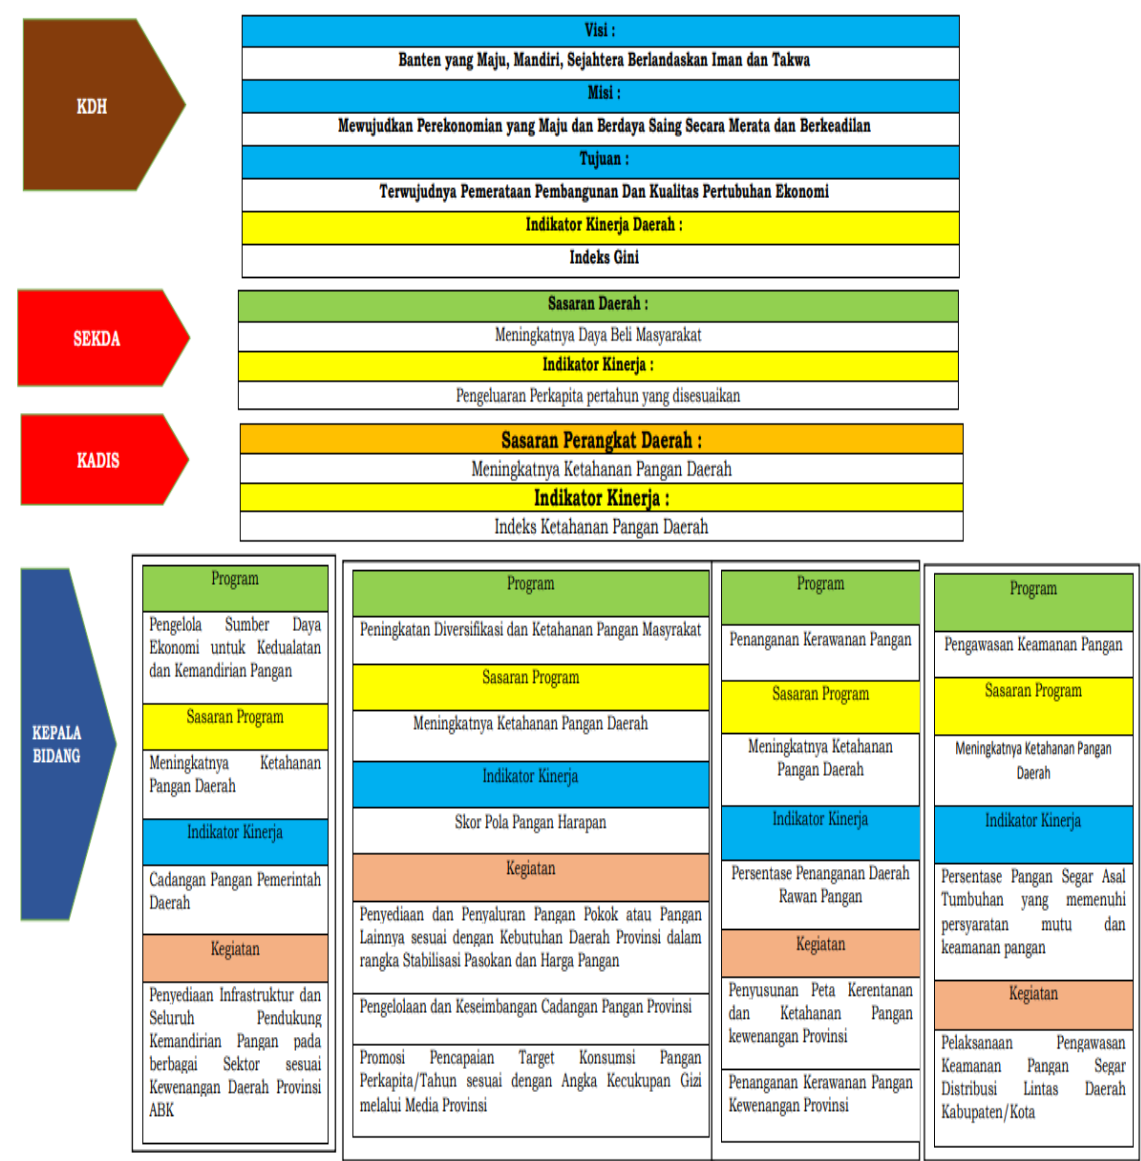 KDH
Visi :
Banten yang Maju, Mandiri, Sejahtera Berlandaskan Iman dan Takwa
Misi :
Mewujudkan Perekonomian yang Maju dan Berdaya Saing Secara Merata dan Berkeadilan
Tujuan :
Terwujudnya Pemerataan Pembangunan Dan Kualitas Pertubuhan Ekonomi
Indikator Kinerja Daerah :
Indeks Gini
SEKDA
Sasaran Daerah :
Meningkatnya Daya Beli Masyarakat
Indikator Kinerja :
Pengeluaran Perkapita pertahun yang disesuaikan
KADIS
Sasaran Perangkat Daerah :
Meningkatnya Ketahanan Pangan Daerah
Indikator Kinerja :
Indeks Ketahanan Pangan Daerah
KEPALA
BIDANG
Program
Pengelola Sumber Daya
Ekonomi untuk Kedualatan
dan Kemandirian Pangan
Sasaran Program
Meningkatnya Ketahanan
Pangan Daerah
Indikator Kinerja
Cadangan Pangan Pemerintah
Daerah
Kegiatan
Penyediaan Infrastruktur dan
Seluruh Pendukung
Kemandirian Pangan pada
berbagai Sektor sesuai
Kewenangan Daerah Provinsi
ABK
Program
Peningkatan Diversifikasi dan Ketahanan Pangan Masyrakat
Sasaran Program
Meningkatnya Ketahanan Pangan Daerah
Indikator Kinerja
Skor Pola Pangan Harapan
Kegiatan
Penyediaan dan Penyaluran Pangan Pokok atau Pangan
Lainnya sesuai dengan Kebutuhan Daerah Provinsi dalam
rangka Stabilisasi Pasokan dan Harga Pangan
Pengelolaan dan Keseimbangan Cadangan Pangan Provinsi
Promosi Pencapaian Target Konsumsi Pangan
Perkapita/Tahun sesuai dengan Angka Kecukupan Gizi
melalui Media Provinsi
Program
Penanganan Kerawanan Pangan
Sasaran Program
Meningkatnya Ketahanan
Pangan Daerah
Indikator Kinerja
Persentase Penanganan Daerah
Rawan Pangan
Kegiatan
Penyusunan Peta Kerentanan
dan Ketahanan Pangan
kewenangan Provinsi
Penanganan Kerawanan Pangan
Kewenangan Provinsi
Program
Pengawasan Keamanan Pangan
Sasaran Program
Meningkatnya Ketahanan Pangan
Daerah
Indikator Kinerja
Persentase Pangan Segar Asal
Tumbuhan yang memenuhi
persyaratan mutu dan
keamanan pangan
Kegiatan
Pelaksanaan Pengawasan
Keamanan Pangan Segar
Distribusi Lintas Daerah
Kabupaten/Kota